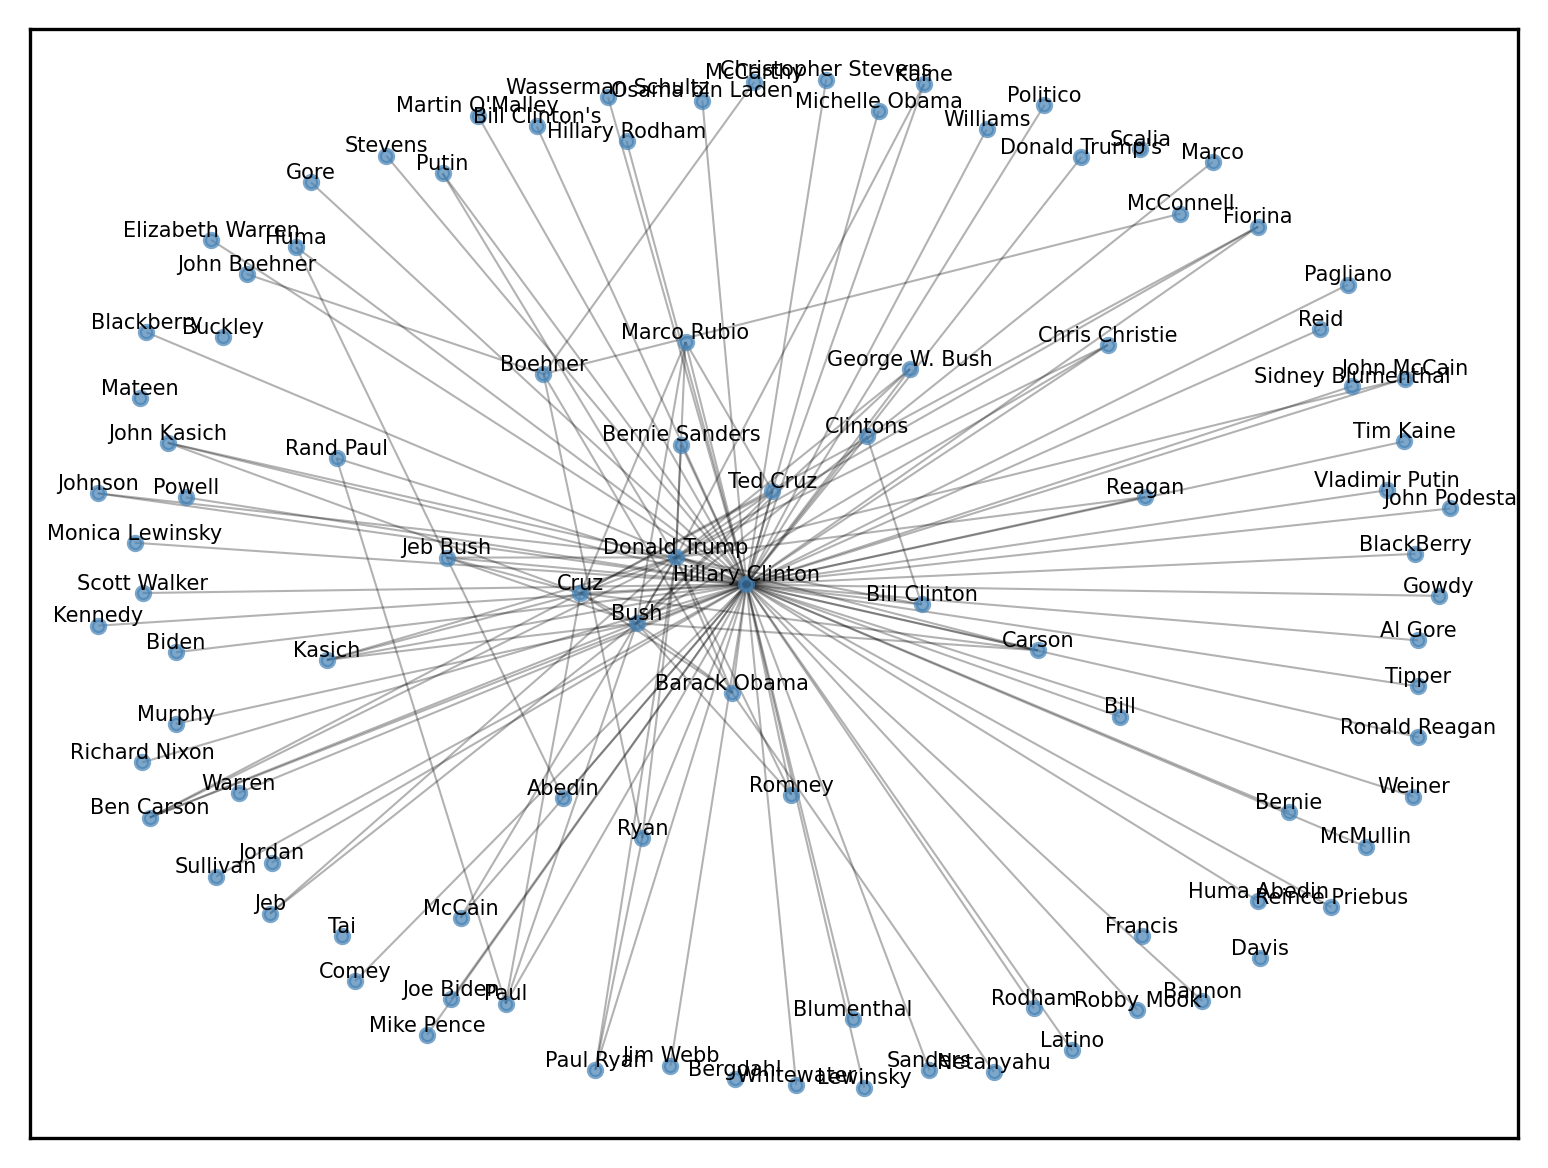 Christopher Stevens
McCarthy
Kaine
Wasserman Schultz
Osama bin Laden
Michelle Obama
Politico
Martin O'Malley
Bill Clinton's
Williams
Hillary Rodham
Scalia
Donald Trump's
Stevens
Marco
Putin
Gore
McConnell
Fiorina
Elizabeth Warren
Huma
John Boehner
Pagliano
Blackberry
Buckley
Reid
Marco Rubio
Chris Christie
Boehner
George W. Bush
John McCain
Sidney Blumenthal
Mateen
Clintons
John Kasich
Bernie Sanders
Tim Kaine
Rand Paul
Ted Cruz
Vladimir Putin
Johnson
Powell
Reagan
John Podesta
Monica Lewinsky
Jeb Bush
Donald Trump
BlackBerry
Hillary Clinton
Scott Walker
Cruz
Gowdy
Bill Clinton
Kennedy
Bush
Al Gore
Biden
Kasich
Carson
Tipper
Barack Obama
Murphy
Bill
Ronald Reagan
Richard Nixon
Warren
Abedin
Romney
Weiner
Ben Carson
Bernie
Ryan
McMullin
Jordan
Sullivan
Huma Abedin
Reince Priebus
Jeb
McCain
Tai
Francis
Davis
Comey
Joe Biden
Paul
Bannon
Rodham
Robby Mook
Blumenthal
Mike Pence
Latino
Paul Ryan
Jim Webb
Sanders
Netanyahu
Bergdahl
Whitewater
Lewinsky